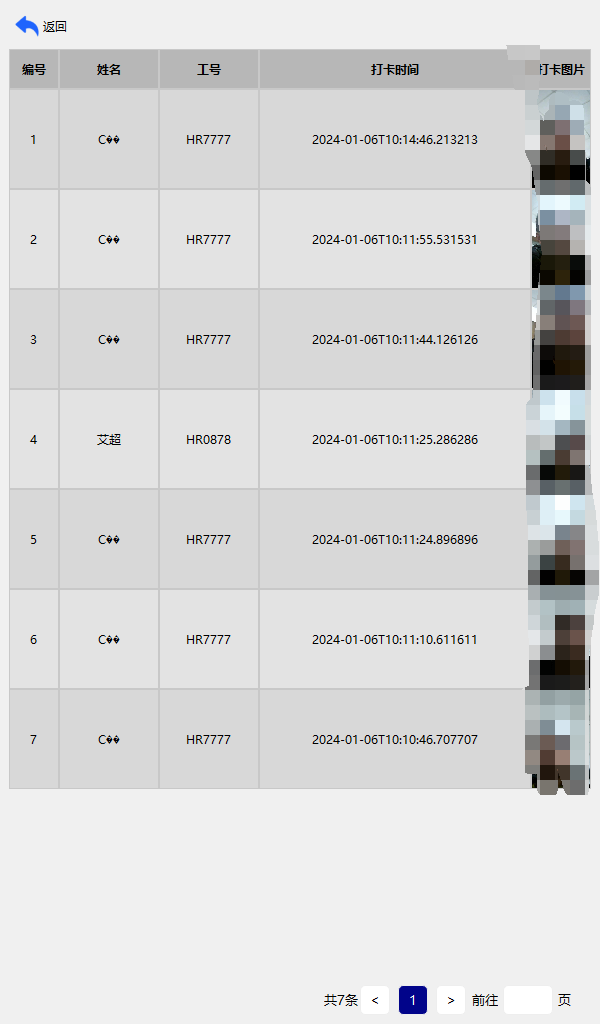 返回
编号 姓名 工号 打卡时间 打卡图片
1 C�� HR7777 2024-01-06T10:14:46.213213
2 C�� HR7777 2024-01-06T10:11:55.531531
3 C�� HR7777 2024-01-06T10:11:44.126126
4 艾超 HR0878 2024-01-06T10:11:25.286286
5 C�� HR7777 2024-01-06T10:11:24.896896
6 C�� HR7777 2024-01-06T10:11:10.611611
7 C�� HR7777 2024-01-06T10:10:46.707707
共7条 < 1 > 前往 页